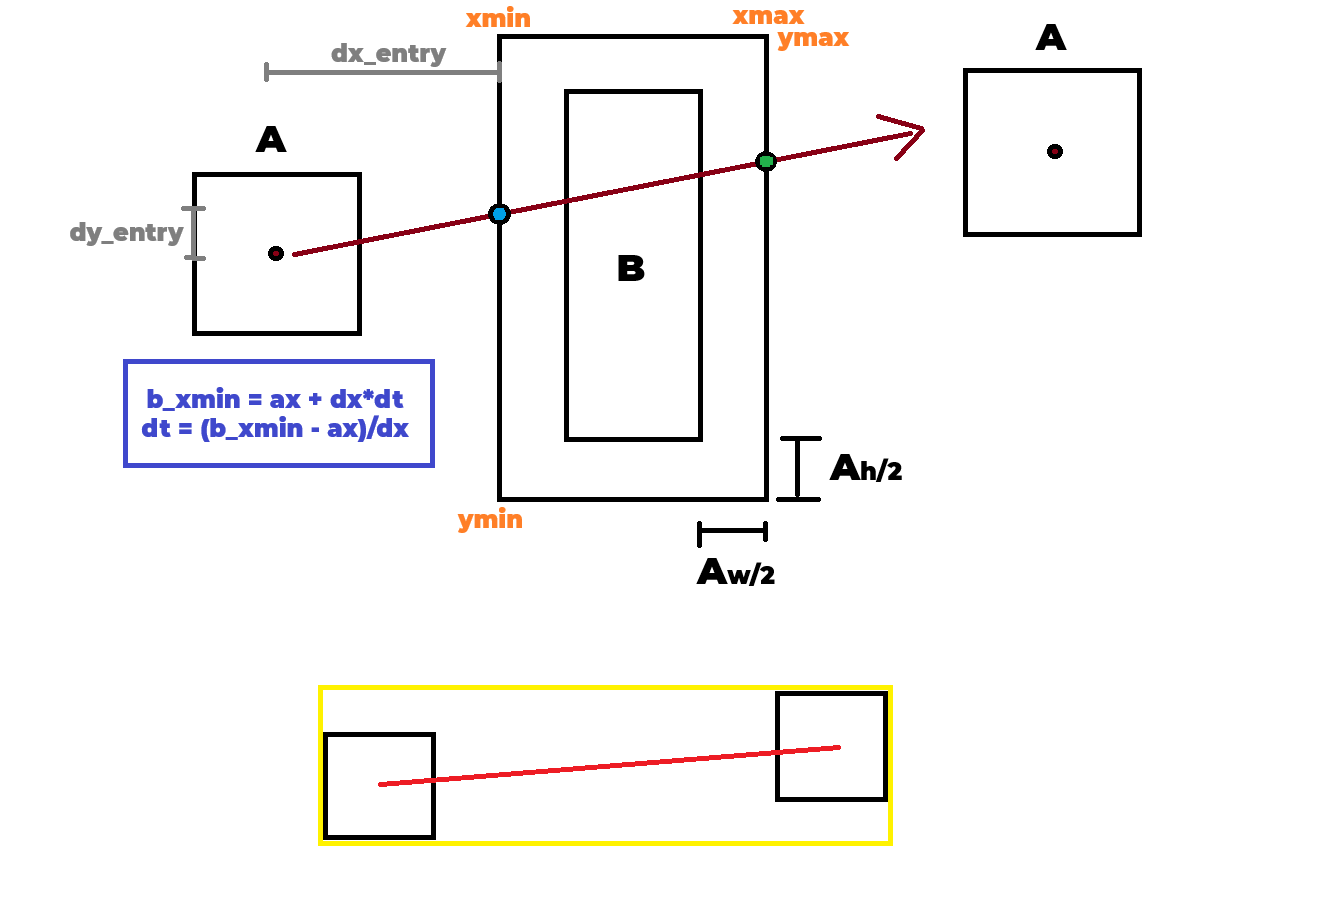 xmin
xmax
ymax
dx_entry
A
A
dy_entry
B
b_xmin = ax + dx*dt
dt = (b_xmin - ax)/dx
Ah/2
ymin
Aw/2